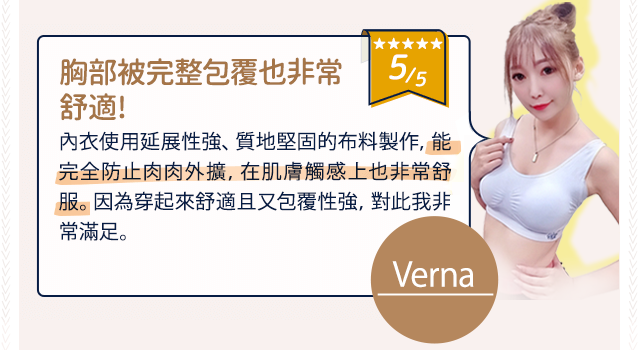 胸部被完整包覆也非常
舒適!
★★★★★
5/5
內衣使用延展性強、質地堅固的布料製作, 能
完全防止肉肉外擴, 在肌膚觸感上也非常舒
服。因為穿起來舒適且又包覆性強, 對此我非
常滿足。
Verna